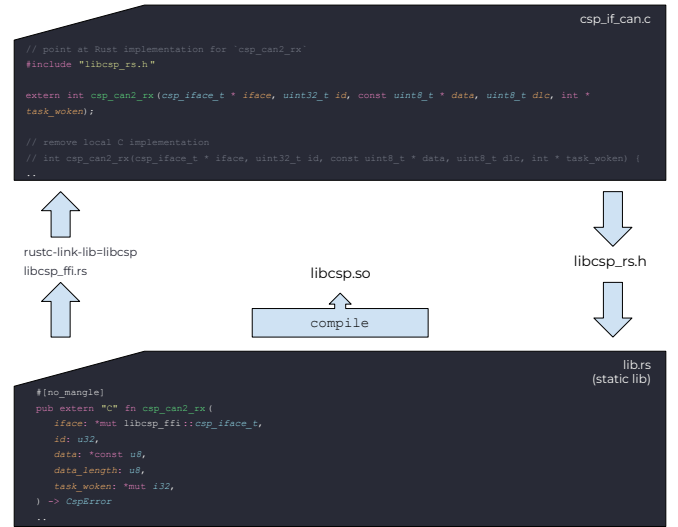 csp_if_can.c
// point at Rust implementation for `csp_can2_rx`
#include "libcsp_rs.h"
extern int csp_can2_rx(csp_iface_t * iface, uint32_t id, const uint8_t * data, uint8_t dlc, int *
task_woken);
// remove local C implementation
// int csp_can2_rx(csp_iface_t * iface, uint32_t id, const uint8_t * data, uint8_t dlc, int * task_woken) {
..
rustc-link-lib=libcsp
libcsp_ffi.rs
libcsp.so
compile
libcsp_rs.h
lib.rs
(static lib)
#[no_mangle]
pub extern "C" fn csp_can2_rx(
iface: *mut libcsp_ffi::csp_iface_t,
id: u32,
data: *const u8,
data_length: u8,
task_woken: *mut i32,
) -> CspError
..